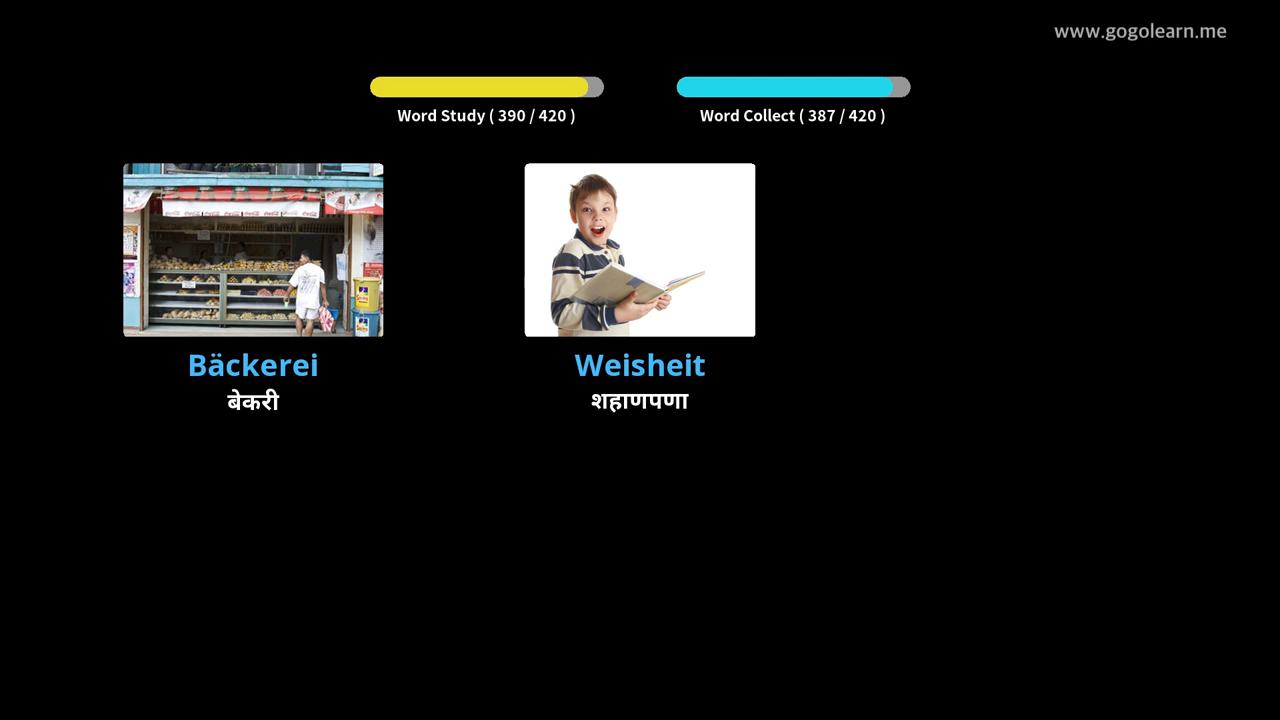 www.gogolearn.me
Word Study ( 390 / 420 )
Word Collect ( 387 / 420 )
Bäckerei
बेकरी
Weisheit
शहाणपणा